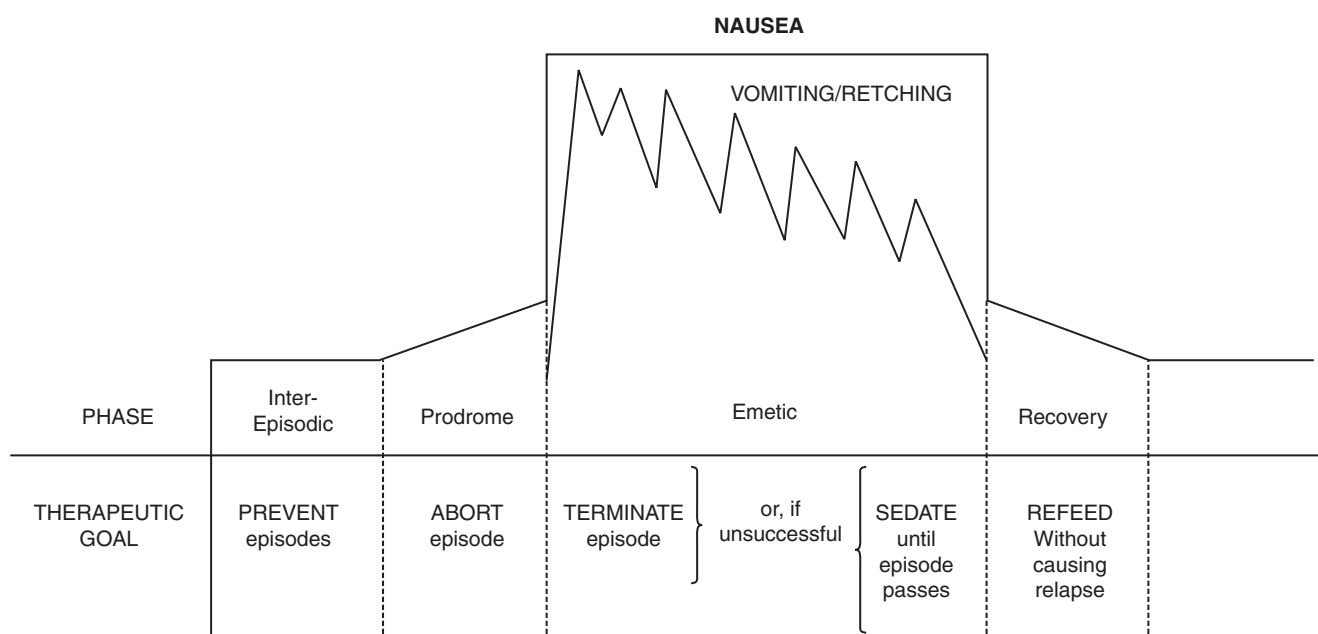 NAUSEA
VOMITING/RETCHING
PHASE
Inter-
Episodic
Prodrome
Emetic
Recovery
THERAPEUTIC
GOAL
PREVENT
episodes
ABORT
episode
TERMINATE
episode
or, if
unsuccessful
SEDATE
until
episode
passes
REFEED
Without
causing
relapse